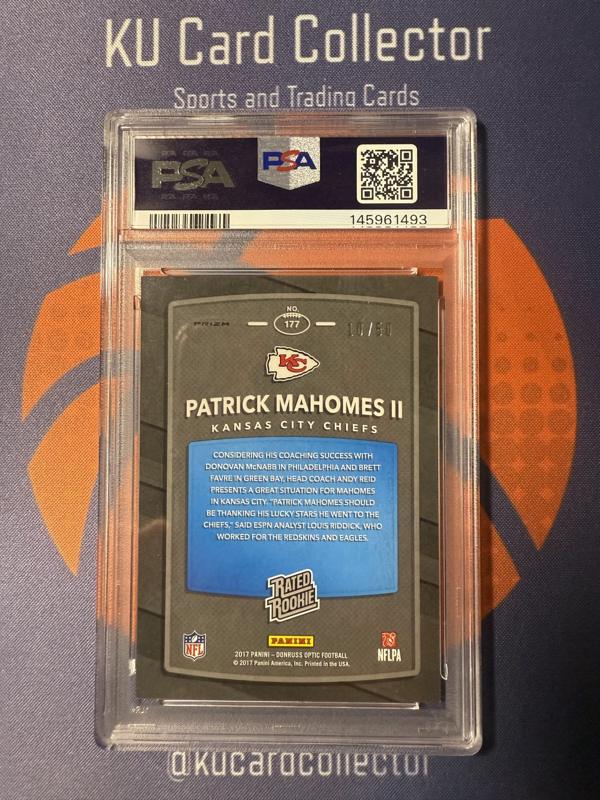 KU Card Collector
Sports and Trading Cards
PSA
PSA
145961493
NO.
177
PRIZM
KC
PATRICK MAHOMES II
KANSAS CITY CHIEFS
CONSIDERING HIS COACHING SUCCESS WITH
DONOVAN McNABB IN PHILADELPHIA AND BRETT
FAVRE IN GREEN BAY, HEAD COACH ANDY REID
PRESENTS A GREAT SITUATION FOR MAHOMES
IN KANSAS CITY. "PATRICK MAHOMES SHOULD
BE THANKING HIS LUCKY STARS HE WENT TO THE
CHIEFS," SAID ESPN ANALYST LOUIS RIDDICK, WHO
WORKED FOR THE REDSKINS AND EAGLES.
RATED
ROOKIE
PANINI
NFL
NFLPA
2017 PANINI – DONRUSS OPTIC FOOTBALL
© 2017 Panini America, Inc. Printed in the USA.
@kucardcollector